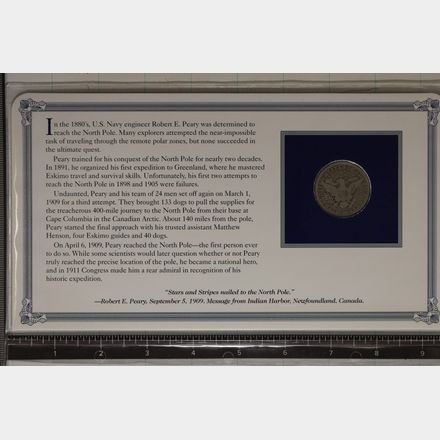 In the 1880's, U.S. Navy engineer Robert E. Peary was determined to
reach the North Pole. Many explorers attempted the near-impossible
task of traveling through the remote polar zones, but none succeeded in
the ultimate quest.
Peary trained for his conquest of the North Pole for nearly two decades.
In 1891, he organized his first expedition to Greenland, where he mastered
Eskimo travel and survival skills. Unfortunately, his first two attempts to
reach the North Pole in 1898 and 1905 were failures.
Undaunted, Peary and his team of 24 men set off again on March 1,
1909 for a third attempt. They brought 133 dogs to pull the supplies for
the treacherous 400-mile journey to the North Pole from their base at
Cape Columbia in the Canadian Arctic. About 140 miles from the pole,
Peary started the final approach with his trusted assistant Matthew
Henson, four Eskimo guides and 40 dogs.
On April 6, 1909, Peary reached the North Pole—the first person ever
to do so. While some scientists would later question whether or not Peary
truly reached the precise location of the pole, he became a national hero,
and in 1911 Congress made him a rear admiral in recognition of his
historic expedition.
"Stars and Stripes nailed to the North Pole."
—Robert E. Peary, September 5, 1909. Message from Indian Harbor, Newfoundland, Canada.
1 2 3 4 5 6 7 8 9